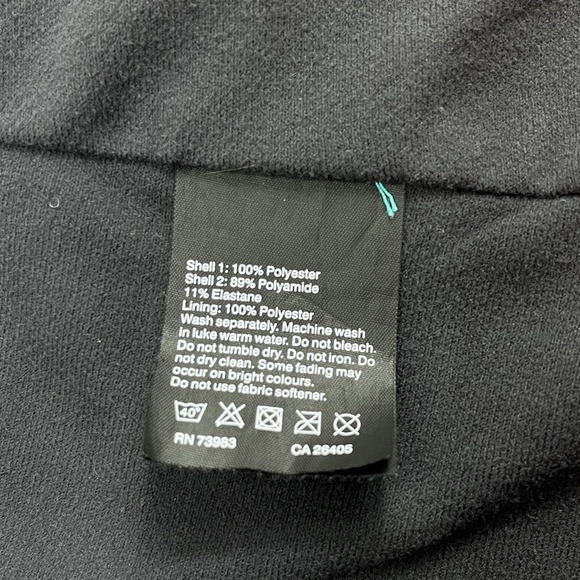 Shell 1: 100% Polyester
Shell 2: 89% Polyamide
11% Elastane
Lining: 100% Polyester
Wash separately. Machine wash
in luke warm water. Do not bleach.
Do not tumble dry. Do not iron. Do
not dry clean. Some fading may
occur on bright colours.
Do not use fabric softener.
40°
RN 73983 CA 26405